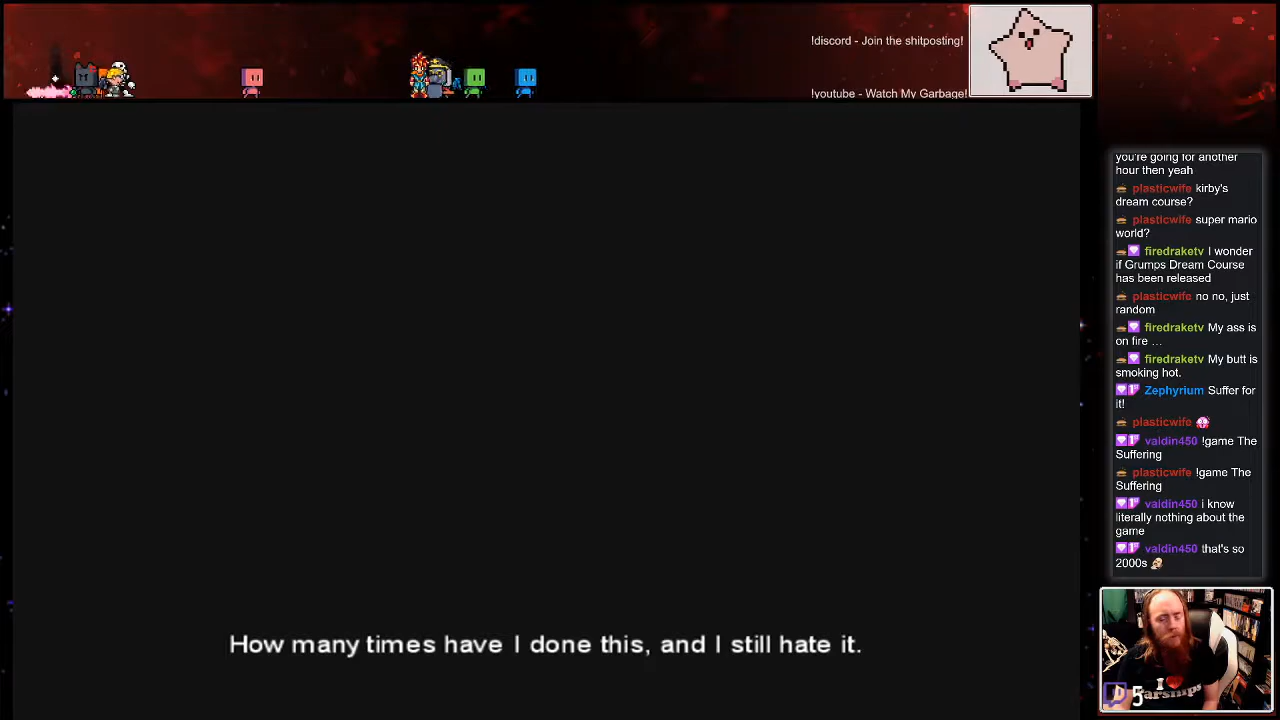 !discord - Join the shitposting!
!youtube - Watch My Garbage!
you're going for another
hour then yeah
plasticwife kirby's
dream course?
plasticwife super mario
world?
firedraketv I wonder
if Grumps Dream Course
has been released
plasticwife no no, just
random
firedraketv My ass is
on fire ...
firedraketv My butt is
smoking hot.
Zephyrium Suffer for
it!
plasticwife
valdin450 !game The
Suffering
plasticwife !game The
Suffering
valdin450 i know
literally nothing about the
game
valdin450 that's so
2000s
How many times have I done this, and I still hate it.
I
arships
5